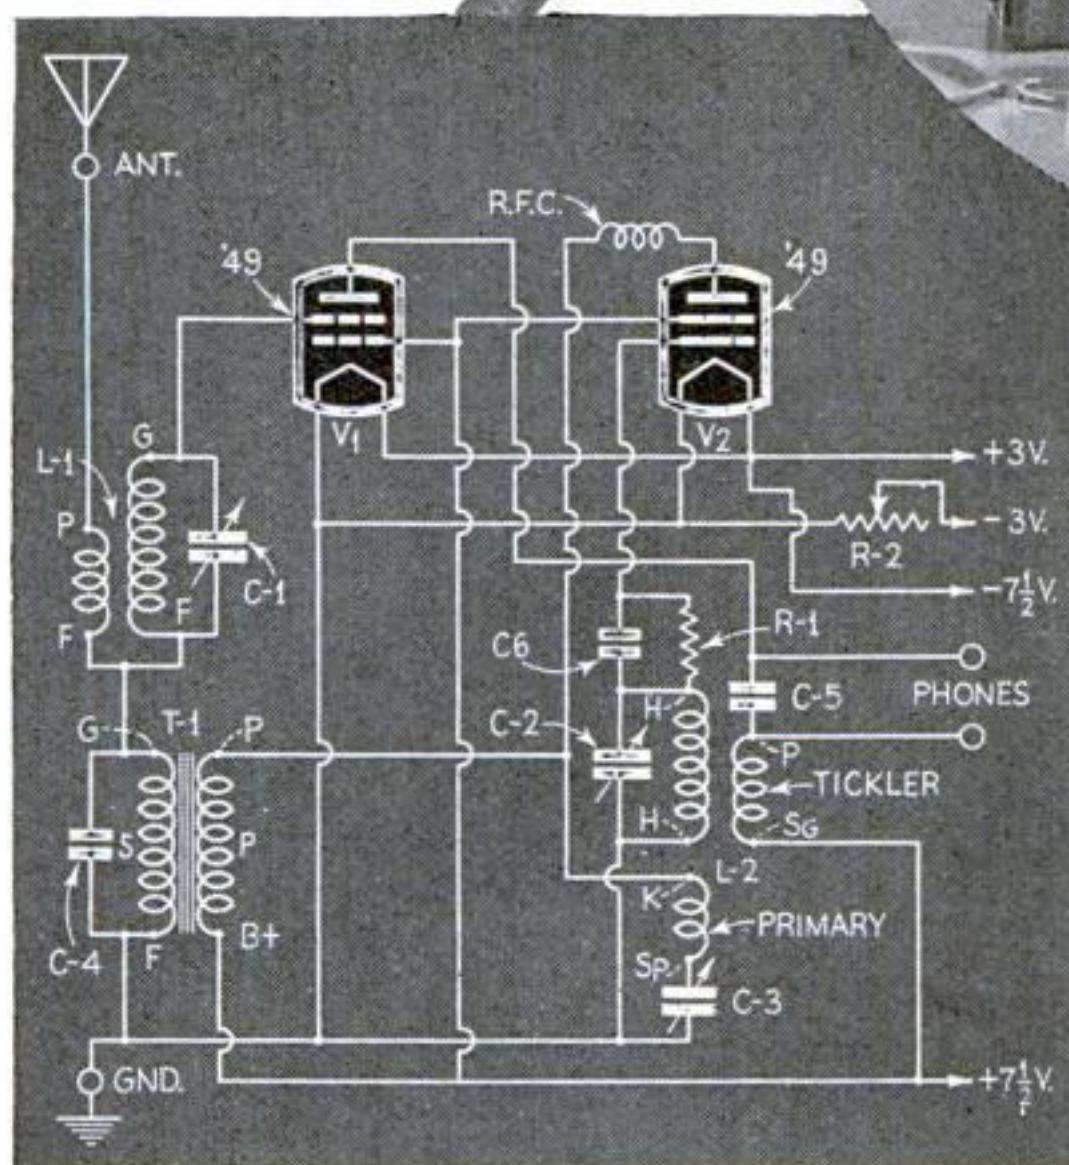 ANT.
R.F.C.
'49
'49
V1
V2
+3V.
-3V.
R-2
-7½V.
G
L-1
P
F
F
C-1
R-1
C6
H
C-5
PHONES
C-2
G
T-1
P
P
TICKLER
S
P
H
SG
L-2
K
C-4
F
B+
PRIMARY
SP
C-3
GND.
+7½V.